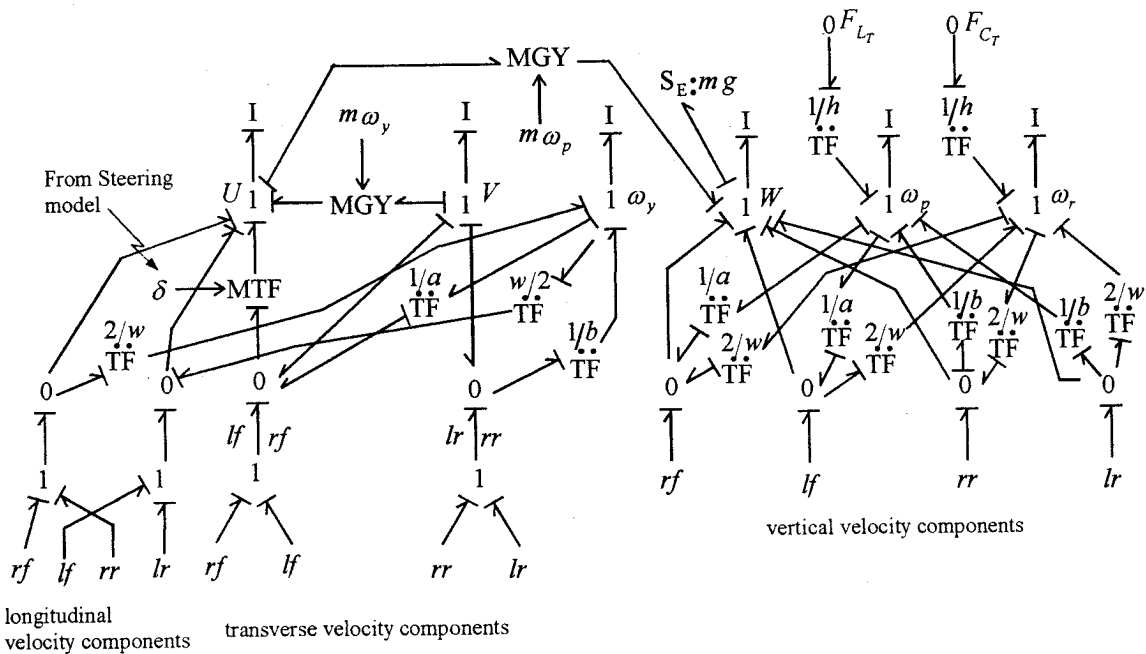 0 F_{L_T} 0 F_{C_T}
MGY
S_E:mg
1/h 1/h
I mω_y I mω_p I I TF I TF I
From Steering model
U 1 MGY 1 V 1 ω_y 1 W 1 ω_p 1 ω_r
δ MTF
1/a w/2 1/a 2/w
TF TF TF TF
2/w 1/b 2/w 1/a 2/w 1/b 2/w 1/b
TF TF TF TF TF TF TF TF
0 0 0 0 0 0 0 0
lf rf lr rr
1 1 1 1
rf lf rr lr
vertical velocity components
rf lf rr lr rf lf rr lr
longitudinal
velocity components
transverse velocity components